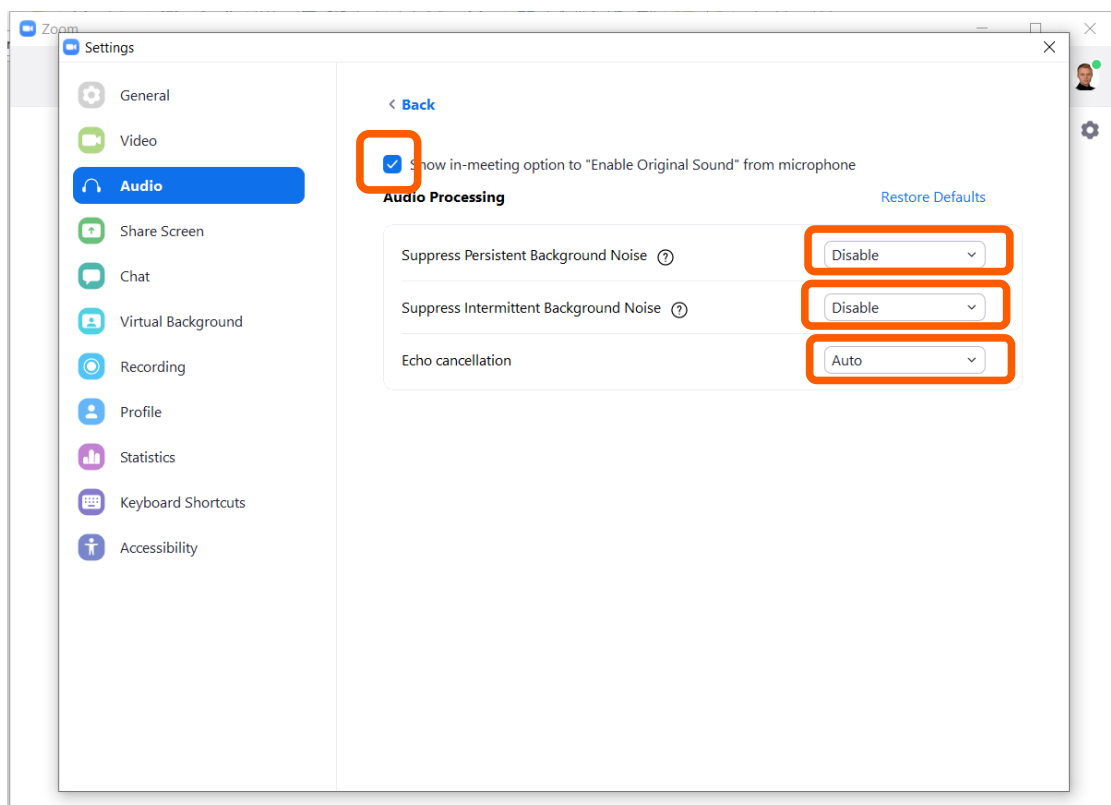 Zoom
Settings
General
Video
Audio
Share Screen
Chat
Virtual Background
Recording
Profile
Statistics
Keyboard Shortcuts
Accessibility
< Back
Show in-meeting option to "Enable Original Sound" from microphone
Audio Processing Restore Defaults
Suppress Persistent Background Noise ? Disable
Suppress Intermittent Background Noise ? Disable
Echo cancellation Auto